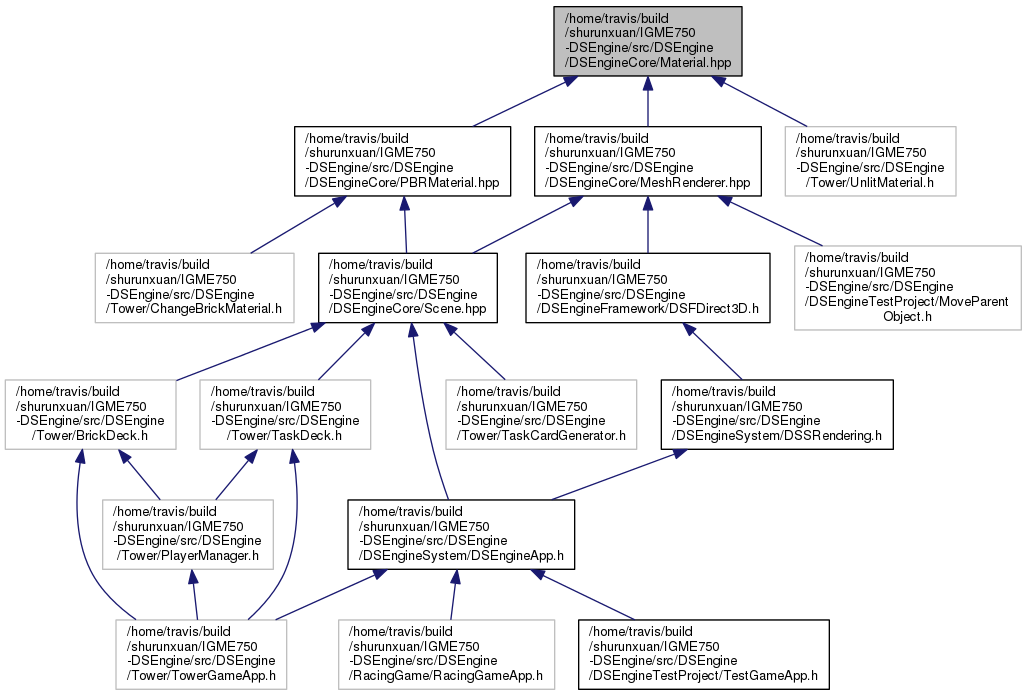 /home/travis/build
/shurunxuan/IGME750
-DSEngine/src/DSEngine
/DSEngineCore/Material.hpp
/home/travis/build
/shurunxuan/IGME750
-DSEngine/src/DSEngine
/DSEngineCore/PBRMaterial.hpp
/home/travis/build
/shurunxuan/IGME750
-DSEngine/src/DSEngine
/DSEngineCore/MeshRenderer.hpp
/home/travis/build
/shurunxuan/IGME750
-DSEngine/src/DSEngine
/Tower/UnlitMaterial.h
/home/travis/build
/shurunxuan/IGME750
-DSEngine/src/DSEngine
/Tower/ChangeBrickMaterial.h
/home/travis/build
/shurunxuan/IGME750
-DSEngine/src/DSEngine
/DSEngineCore/Scene.hpp
/home/travis/build
/shurunxuan/IGME750
-DSEngine/src/DSEngine
/DSEngineFramework/DSFDirect3D.h
/home/travis/build
/shurunxuan/IGME750
-DSEngine/src/DSEngine
/DSEngineTestProject/MoveParent
Object.h
/home/travis/build
/shurunxuan/IGME750
-DSEngine/src/DSEngine
/Tower/BrickDeck.h
/home/travis/build
/shurunxuan/IGME750
-DSEngine/src/DSEngine
/Tower/TaskDeck.h
/home/travis/build
/shurunxuan/IGME750
-DSEngine/src/DSEngine
/Tower/TaskCardGenerator.h
/home/travis/build
/shurunxuan/IGME750
-DSEngine/src/DSEngine
/DSEngineSystem/DSSRendering.h
/home/travis/build
/shurunxuan/IGME750
-DSEngine/src/DSEngine
/Tower/PlayerManager.h
/home/travis/build
/shurunxuan/IGME750
-DSEngine/src/DSEngine
/DSEngineSystem/DSEngineApp.h
/home/travis/build
/shurunxuan/IGME750
-DSEngine/src/DSEngine
/Tower/TowerGameApp.h
/home/travis/build
/shurunxuan/IGME750
-DSEngine/src/DSEngine
/RacingGame/RacingGameApp.h
/home/travis/build
/shurunxuan/IGME750
-DSEngine/src/DSEngine
/DSEngineTestProject/TestGameApp.h